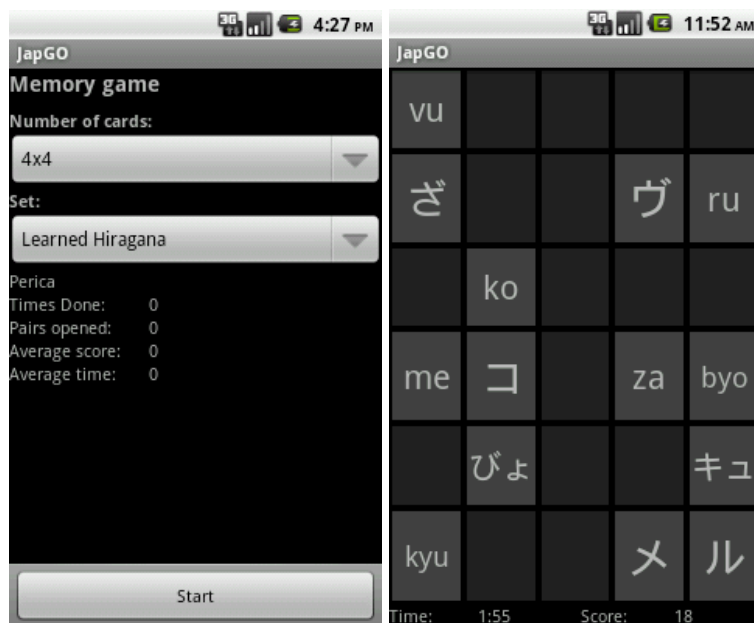 3G 4:27 PM
JapGO
Memory game
Number of cards:
4x4
Set:
Learned Hiragana
Perica
Times Done: 0
Pairs opened: 0
Average score: 0
Average time: 0
Start
3G 11:52 AM
JapGO
vu
ざ ヴ ru
ko
me コ za byo
びょ キュ
kyu メ ル
Time: 1:55 Score: 18